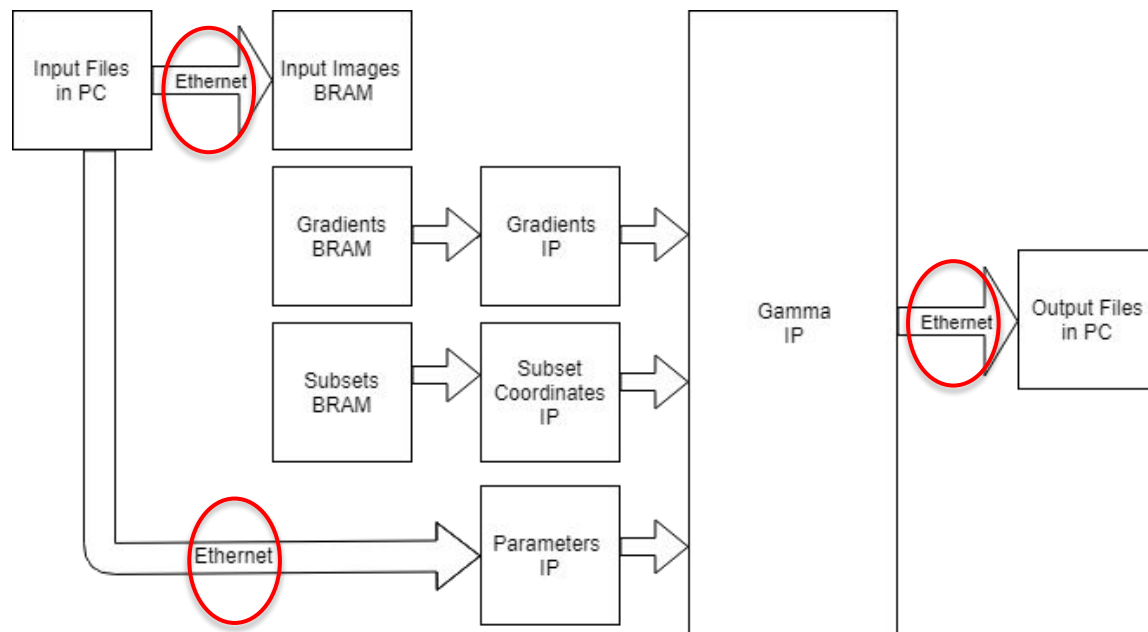 Input Files
in PC
Ethernet
Input Images
BRAM
Gradients
BRAM
Gradients
IP
Subsets
BRAM
Subset
Coordinates
IP
Gamma
IP
Ethernet
Output Files
in PC
Ethernet
Parameters
IP